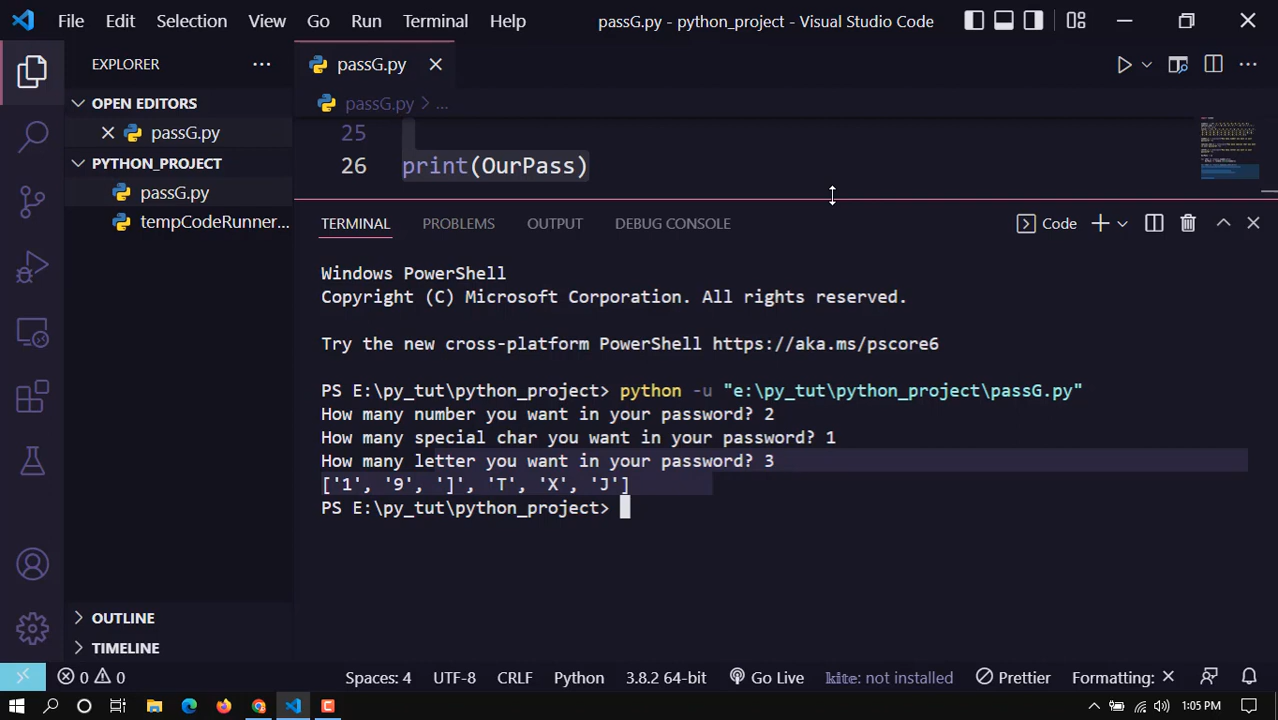 File Edit Selection View Go Run Terminal Help passG.py - python_project - Visual Studio Code
EXPLORER
passG.py
OPEN EDITORS
passG.py
PYTHON_PROJECT
passG.py
tempCodeRunner...
OUTLINE
TIMELINE
passG.py > ...
25
26 print(OurPass)
TERMINAL PROBLEMS OUTPUT DEBUG CONSOLE Code
Windows PowerShell
Copyright (C) Microsoft Corporation. All rights reserved.
Try the new cross-platform PowerShell https://aka.ms/pscore6
PS E:\py_tut\python_project> python -u "e:\py_tut\python_project\passG.py"
How many number you want in your password? 2
How many special char you want in your password? 1
How many letter you want in your password? 3
['1', '9', ']', 'T', 'X', 'J']
PS E:\py_tut\python_project>
0 0 Spaces: 4 UTF-8 CRLF Python 3.8.2 64-bit Go Live kite: not installed Prettier Formatting: ×
1:05 PM